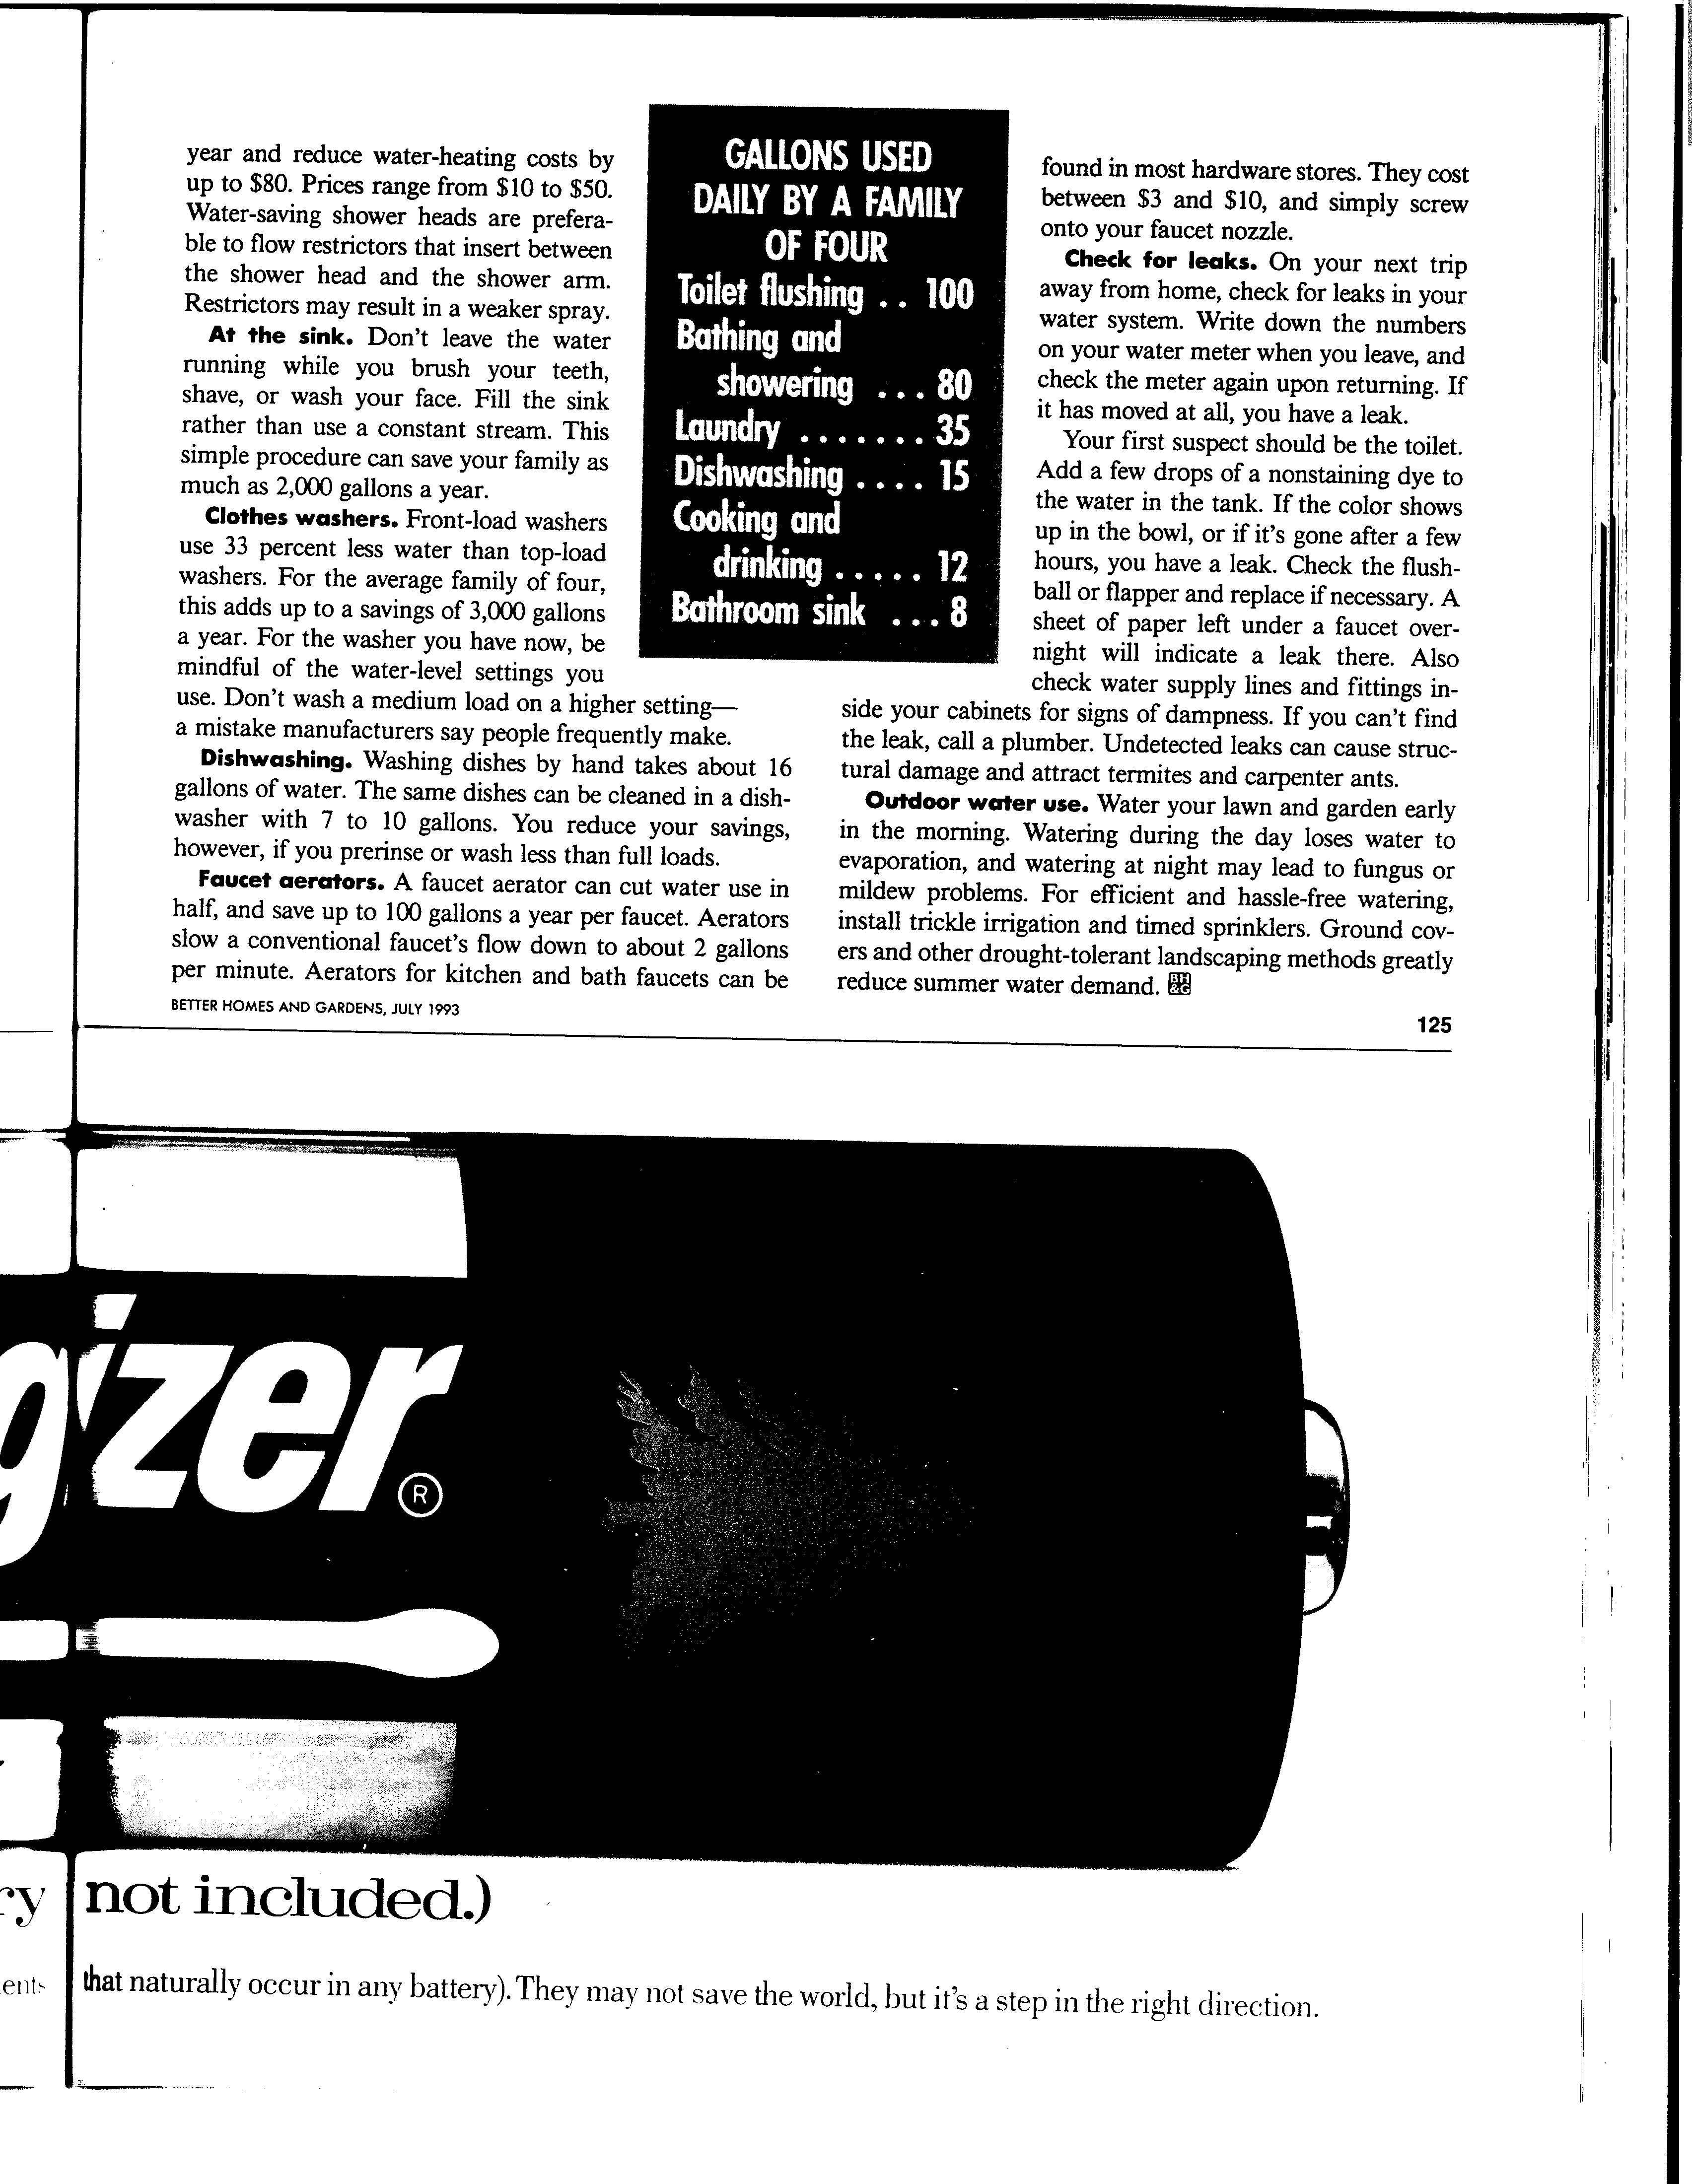 year and reduce water-heating costs by
up to $80. Prices range from $10 to $50.
Water-saving shower heads are prefera-
ble to flow restrictors that insert between
the shower head and the shower arm.
Restrictors may result in a weaker spray.
At the sink. Don't leave the water
running while you brush your teeth,
shave, or wash your face. Fill the sink
rather than use a constant stream. This
simple procedure can save your family as
much as 2,000 gallons a year.
Clothes washers. Front-load washers
use 33 percent less water than top-load
washers. For the average family of four,
this adds up to a savings of 3,000 gallons
a year. For the washer you have now, be
mindful of the water-level settings you
use. Don't wash a medium load on a higher setting—
a mistake manufacturers say people frequently make.
Dishwashing. Washing dishes by hand takes about 16
gallons of water. The same dishes can be cleaned in a dish-
washer with 7 to 10 gallons. You reduce your savings,
however, if you prerinse or wash less than full loads.
Faucet aerators. A faucet aerator can cut water use in
half, and save up to 100 gallons a year per faucet. Aerators
slow a conventional faucet's flow down to about 2 gallons
per minute. Aerators for kitchen and bath faucets can be
GALLONS USED
DAILY BY A FAMILY
OF FOUR
Toilet flushing . . 100
Bathing and
showering . . . 80
Laundry . . . . . . . 35
Dishwashing . . . . 15
Cooking and
drinking . . . . . 12
Bathroom sink . . . 8
found in most hardware stores. They cost
between $3 and $10, and simply screw
onto your faucet nozzle.
Check for leaks. On your next trip
away from home, check for leaks in your
water system. Write down the numbers
on your water meter when you leave, and
check the meter again upon returning. If
it has moved at all, you have a leak.
Your first suspect should be the toilet.
Add a few drops of a nonstaining dye to
the water in the tank. If the color shows
up in the bowl, or if it's gone after a few
hours, you have a leak. Check the flush-
ball or flapper and replace if necessary. A
sheet of paper left under a faucet over-
night will indicate a leak there. Also
check water supply lines and fittings in-
side your cabinets for signs of dampness. If you can't find
the leak, call a plumber. Undetected leaks can cause struc-
tural damage and attract termites and carpenter ants.
Outdoor water use. Water your lawn and garden early
in the morning. Watering during the day loses water to
evaporation, and watering at night may lead to fungus or
mildew problems. For efficient and hassle-free watering,
install trickle irrigation and timed sprinklers. Ground cov-
ers and other drought-tolerant landscaping methods greatly
reduce summer water demand. BH&G
BETTER HOMES AND GARDENS, JULY 1993
125
gizer®
ry not included.)
ents that naturally occur in any battery). They may not save the world, but it's a step in the right direction.